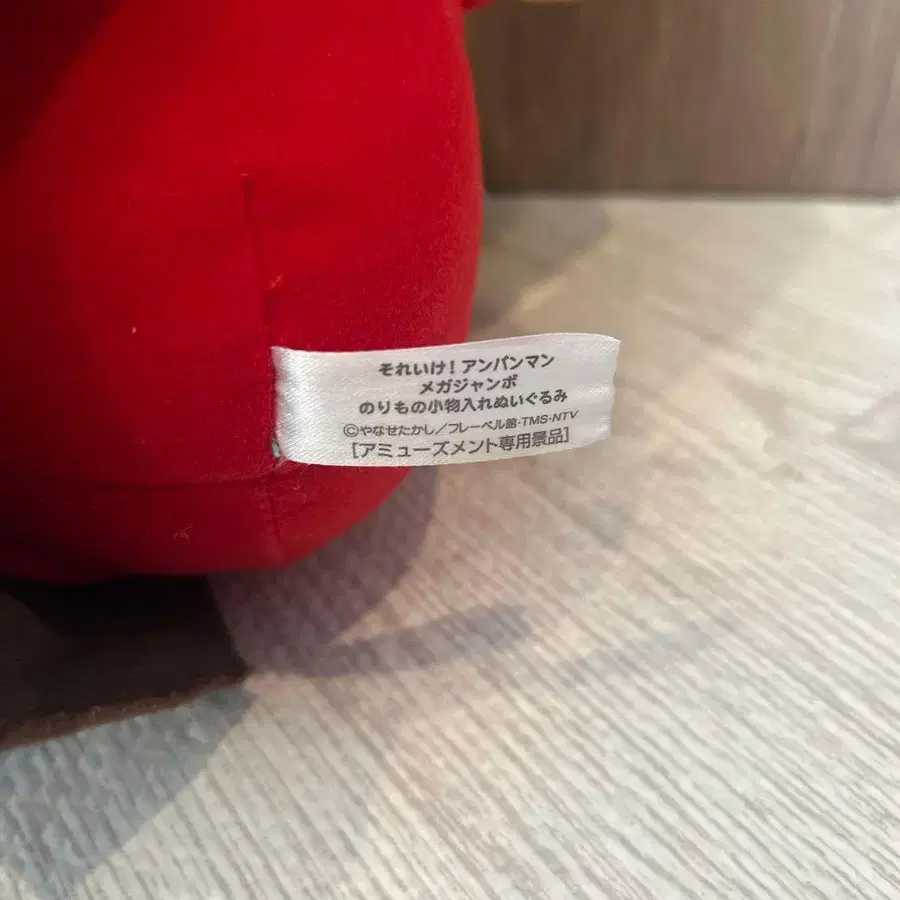 それいけ！アンパンマン
メガジャンボ
のりもの小物入れぬいぐるみ
©やなせたかし／フレーベル館・TMS・NTV
［アミューズメント専用景品］